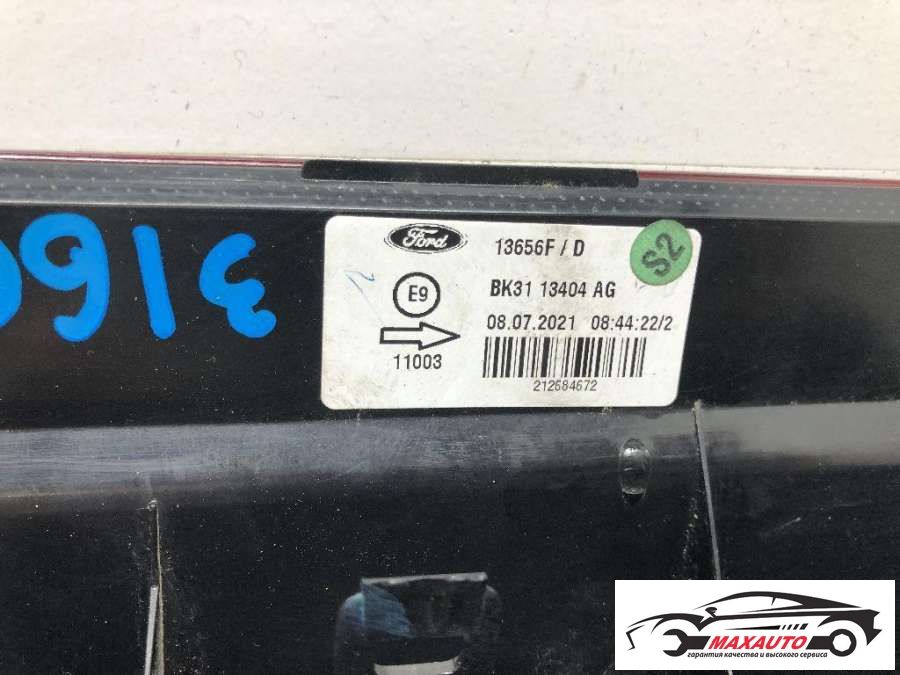 3160
Ford
13656F / D
S2
E9
BK31 13404 AG
08.07.2021 08:44:22/2
11003
212684672
MAXAUTO
гарантия качества и высокого сервиса